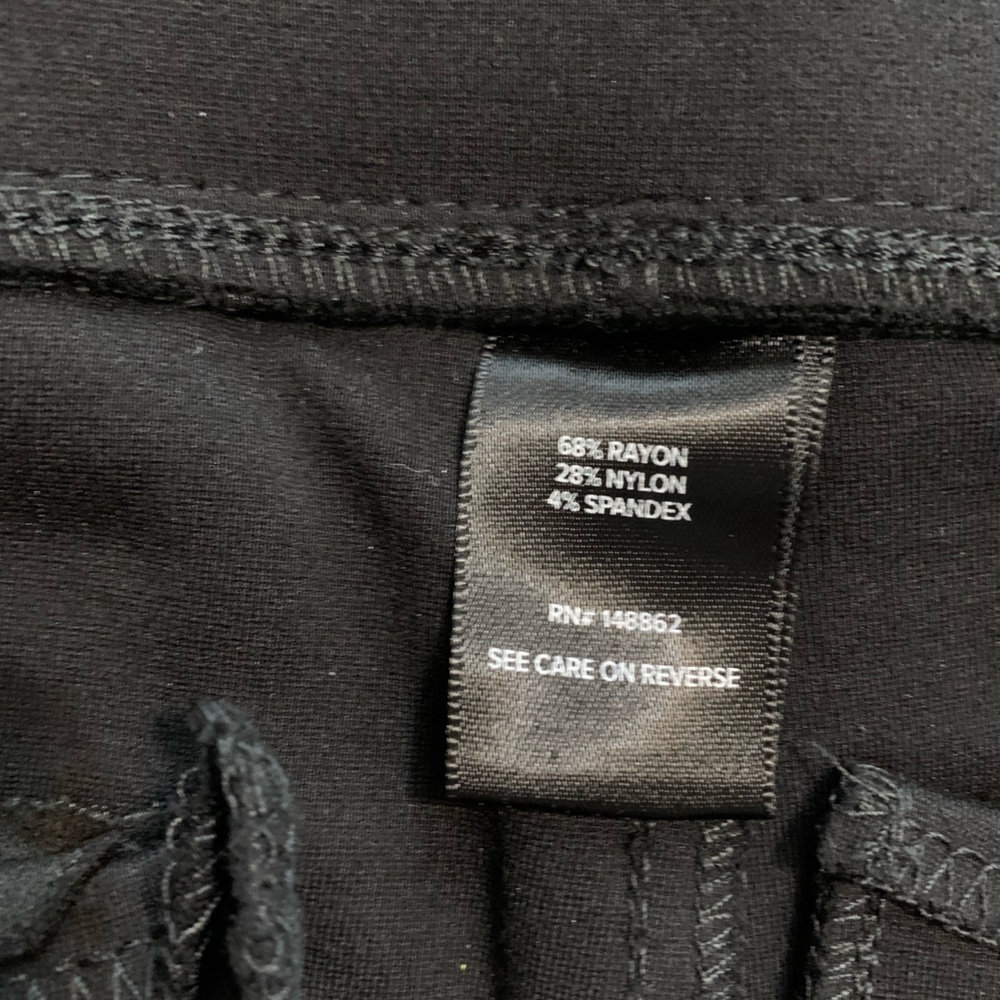 68% RAYON
28% NYLON
4% SPANDEX
RN# 148862
SEE CARE ON REVERSE